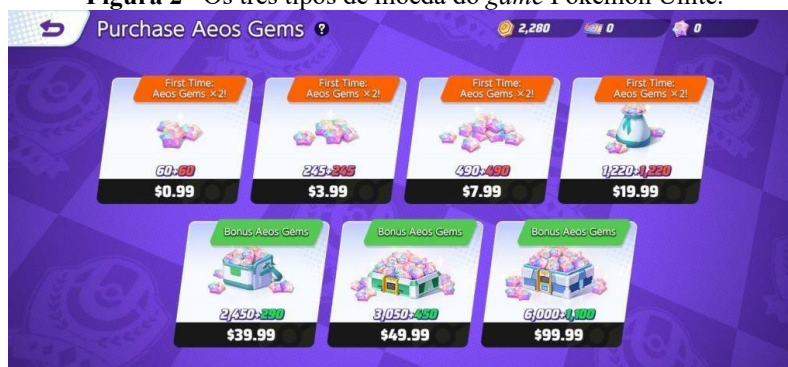 Figura 2 - Os três tipos de moeda do game Pokémon Unite.
Purchase Aeos Gems ?
2,280
0
0
First Time:
Aeos Gems ×2!
60+60
$0.99
First Time:
Aeos Gems ×2!
245+245
$3.99
First Time:
Aeos Gems ×2!
490+490
$7.99
First Time:
Aeos Gems ×2!
1,220+1,220
$19.99
Bonus Aeos Gems
2,450+290
$39.99
Bonus Aeos Gems
3,050+450
$49.99
Bonus Aeos Gems
6,000+1,100
$99.99